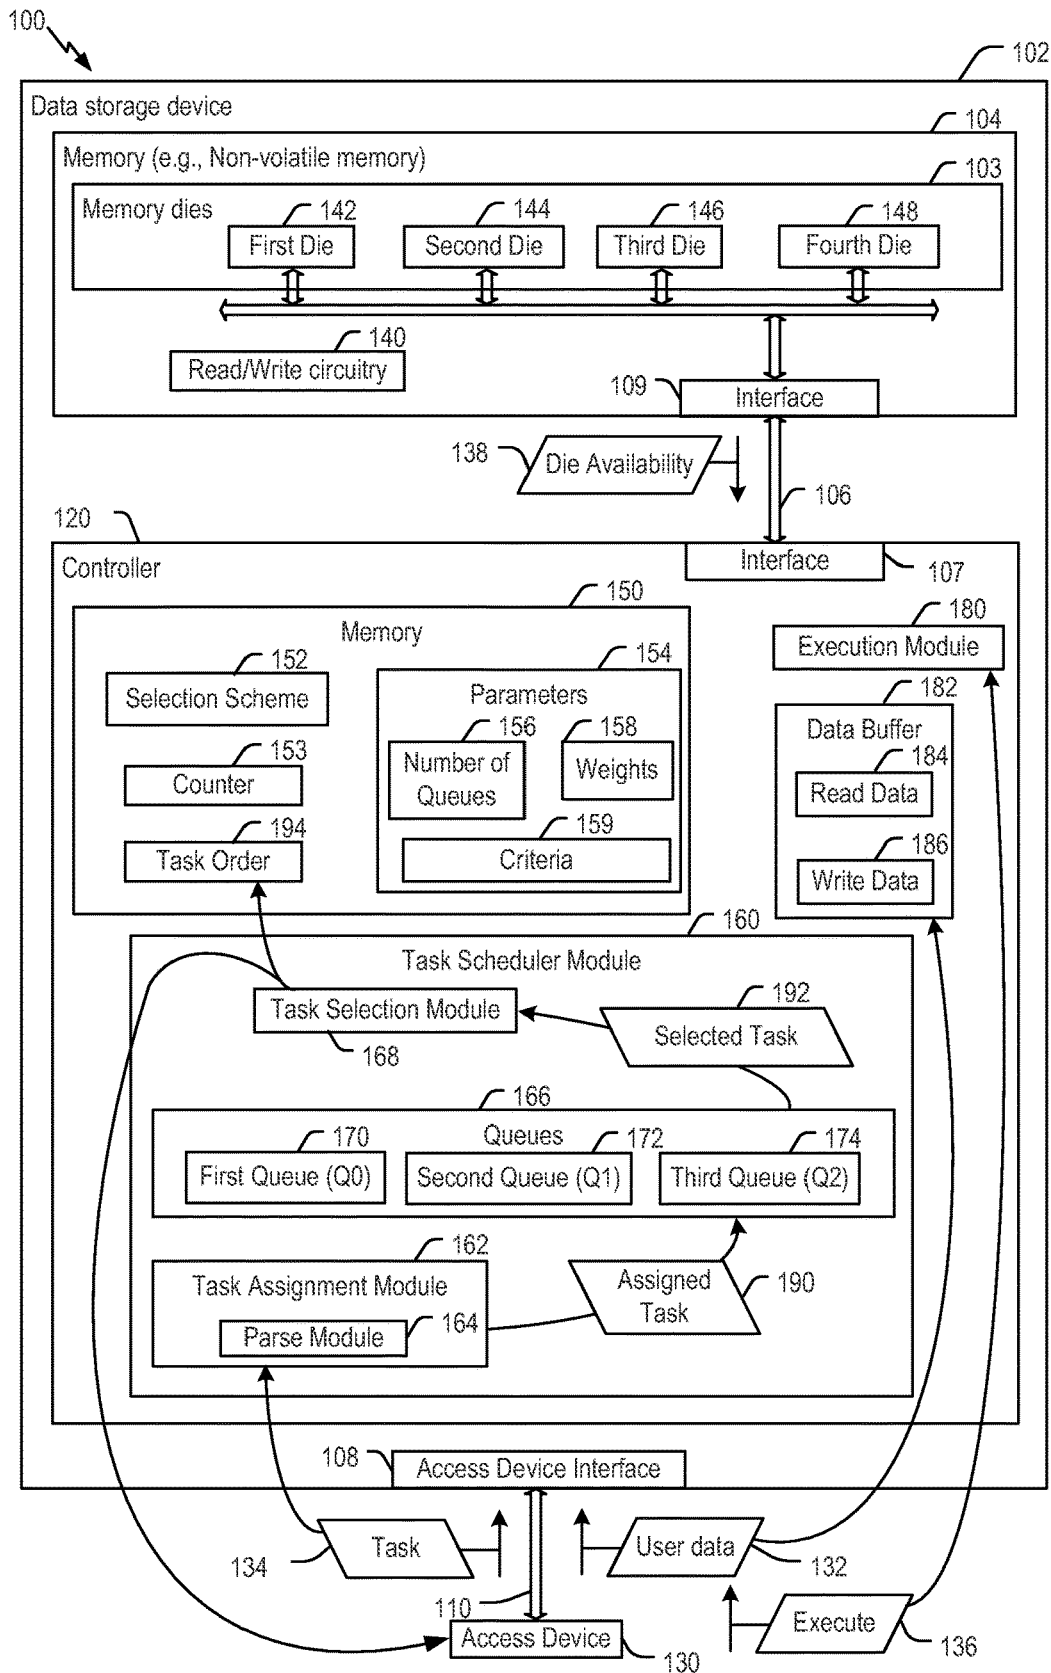 100
102
Data storage device
104
Memory (e.g., Non-volatile memory)
103
Memory dies
142
144
146
148
First Die
Second Die
Third Die
Fourth Die
140
Read/Write circuitry
109
Interface
138
Die Availability
106
120
Controller
Interface
107
150
Memory
180
Execution Module
152
Selection Scheme
154
Parameters
182
Data Buffer
156
158
153
Counter
Number of
Queues
Weights
184
Read Data
194
Task Order
159
Criteria
186
Write Data
160
Task Scheduler Module
Task Selection Module
168
192
Selected Task
166
Queues
170
172
174
First Queue (Q0)
Second Queue (Q1)
Third Queue (Q2)
162
Task Assignment Module
164
Parse Module
Assigned
Task
190
108
Access Device Interface
134
Task
User data
132
110
Access Device
130
Execute
136